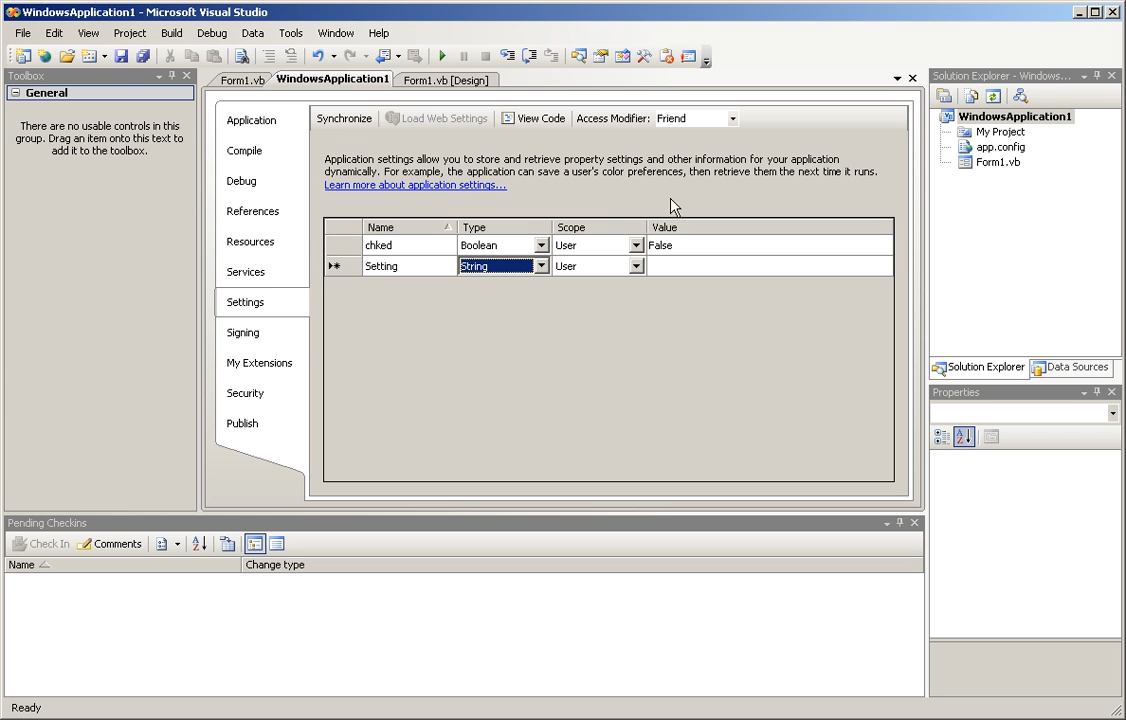 WindowsApplication1 - Microsoft Visual Studio
File Edit View Project Build Debug Data Tools Window Help
Toolbox
General
There are no usable controls in this
group. Drag an item onto this text to
add it to the toolbox.
Form1.vb WindowsApplication1 Form1.vb [Design]
Application
Compile
Debug
References
Resources
Services
Settings
Signing
My Extensions
Security
Publish
Synchronize Load Web Settings View Code Access Modifier: Friend
Application settings allow you to store and retrieve property settings and other information for your application
dynamically. For example, the application can save a user's color preferences, then retrieve them the next time it runs.
Learn more about application settings...
Name Type Scope Value
chked Boolean User False
Setting String User
Solution Explorer - Windows...
WindowsApplication1
My Project
app.config
Form1.vb
Solution Explorer Data Sources
Properties
Pending Checkins
Check In Comments
Name Change type
Ready